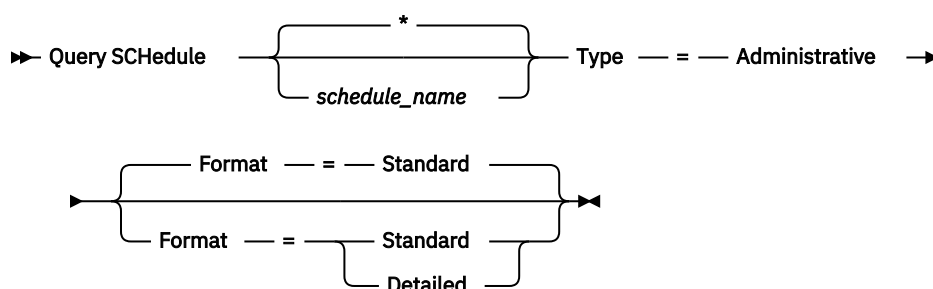 *
Query SCHedule Type = Administrative
schedule_name
Format = Standard
Format = Standard
Detailed